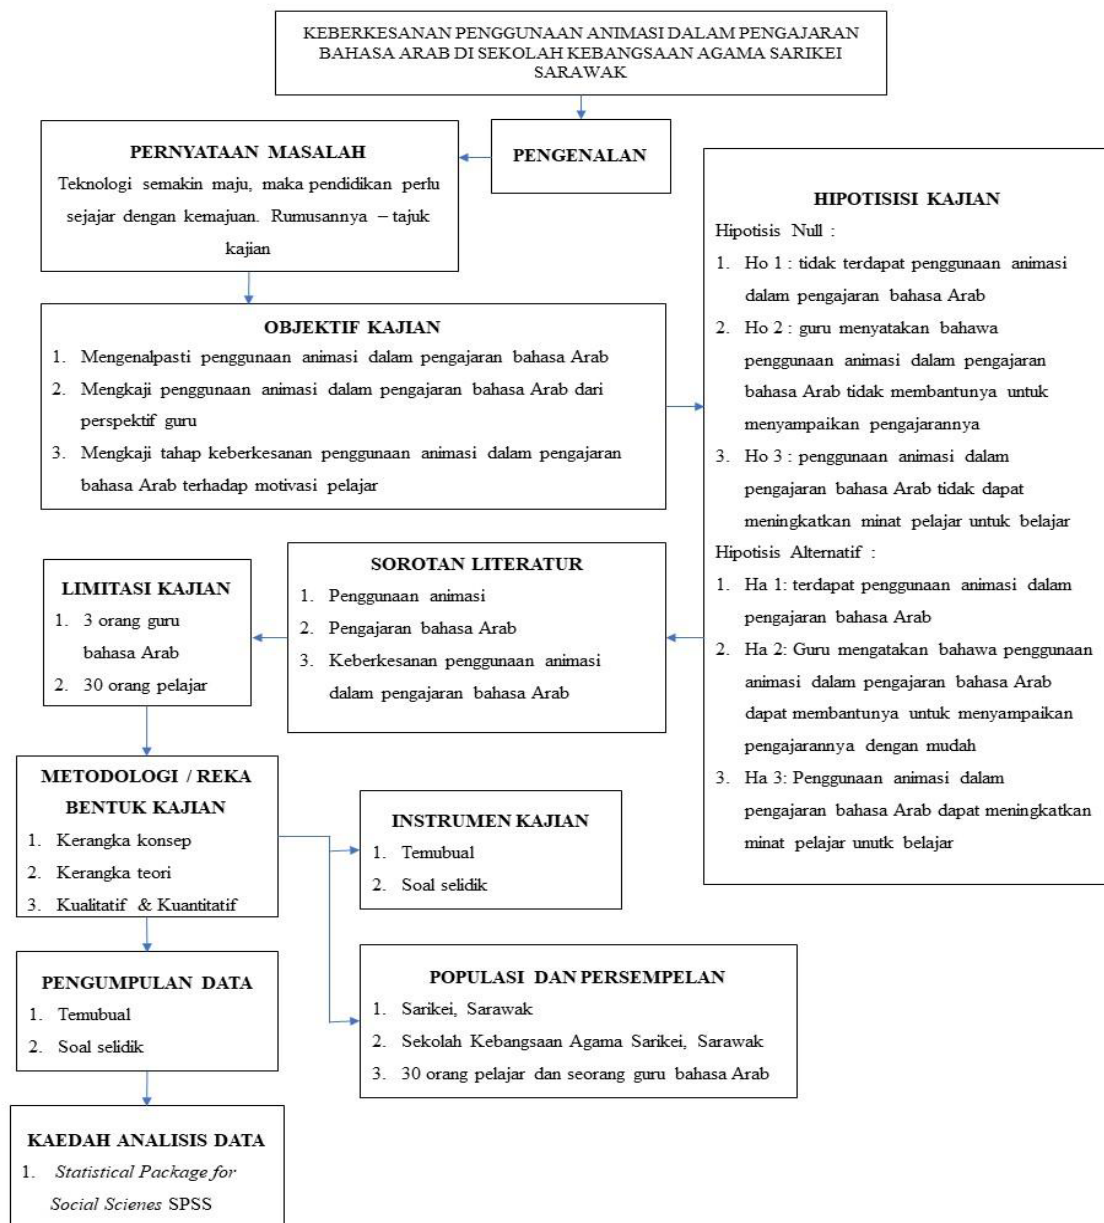 KEBERKESANAN PENGGUNAAN ANIMASI DALAM PENGAJARAN
BAHASA ARAB DI SEKOLAH KEBANGSAAN AGAMA SARIKEI
SARAWAK
PENGENALAN
PERNYATAAN MASALAH
Teknologi semakin maju, maka pendidikan perlu
sejajar dengan kemajuan. Rumusannya – tajuk
kajian
OBJEKTIF KAJIAN
1. Mengenalpasti penggunaan animasi dalam pengajaran bahasa Arab
2. Mengkaji penggunaan animasi dalam pengajaran bahasa Arab dari
perspektif guru
3. Mengkaji tahap keberkesanan penggunaan animasi dalam pengajaran
bahasa Arab terhadap motivasi pelajar
HIPOTISISI KAJIAN
Hipotisis Null :
1. Ho 1 : tidak terdapat penggunaan animasi
dalam pengajaran bahasa Arab
2. Ho 2 : guru menyatakan bahawa
penggunaan animasi dalam pengajaran
bahasa Arab tidak membantunya untuk
menyampaikan pengajarannya
3. Ho 3 : penggunaan animasi dalam
pengajaran bahasa Arab tidak dapat
meningkatkan minat pelajar untuk belajar
Hipotisis Alternatif :
1. Ha 1: terdapat penggunaan animasi dalam
pengajaran bahasa Arab
2. Ha 2: Guru mengatakan bahawa penggunaan
animasi dalam pengajaran bahasa Arab
dapat membantunya untuk menyampaikan
pengajarannya dengan mudah
3. Ha 3: Penggunaan animasi dalam
pengajaran bahasa Arab dapat meningkatkan
minat pelajar unutk belajar
SOROTAN LITERATUR
1. Penggunaan animasi
2. Pengajaran bahasa Arab
3. Keberkesanan penggunaan animasi
dalam pengajaran bahasa Arab
LIMITASI KAJIAN
1. 3 orang guru
bahasa Arab
2. 30 orang pelajar
METODOLOGI / REKA
BENTUK KAJIAN
1. Kerangka konsep
2. Kerangka teori
3. Kualitatif & Kuantitatif
INSTRUMEN KAJIAN
1. Temubual
2. Soal selidik
POPULASI DAN PERSEMPELAN
1. Sarikei, Sarawak
2. Sekolah Kebangsaan Agama Sarikei, Sarawak
3. 30 orang pelajar dan seorang guru bahasa Arab
PENGUMPULAN DATA
1. Temubual
2. Soal selidik
KAEDAH ANALISIS DATA
1. Statistical Package for
Social Scienes SPSS